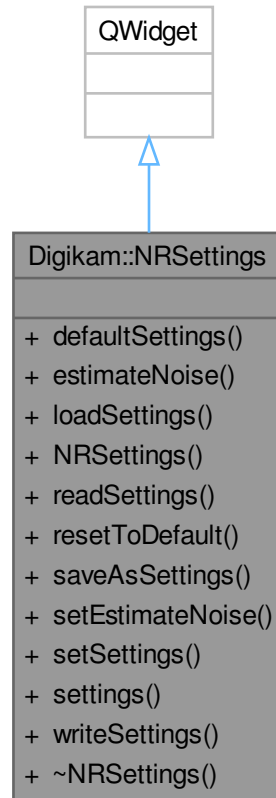 QWidget
Digikam::NRSettings
+ defaultSettings()
+ estimateNoise()
+ loadSettings()
+ NRSettings()
+ readSettings()
+ resetToDefault()
+ saveAsSettings()
+ setEstimateNoise()
+ setSettings()
+ settings()
+ writeSettings()
+ ~NRSettings()